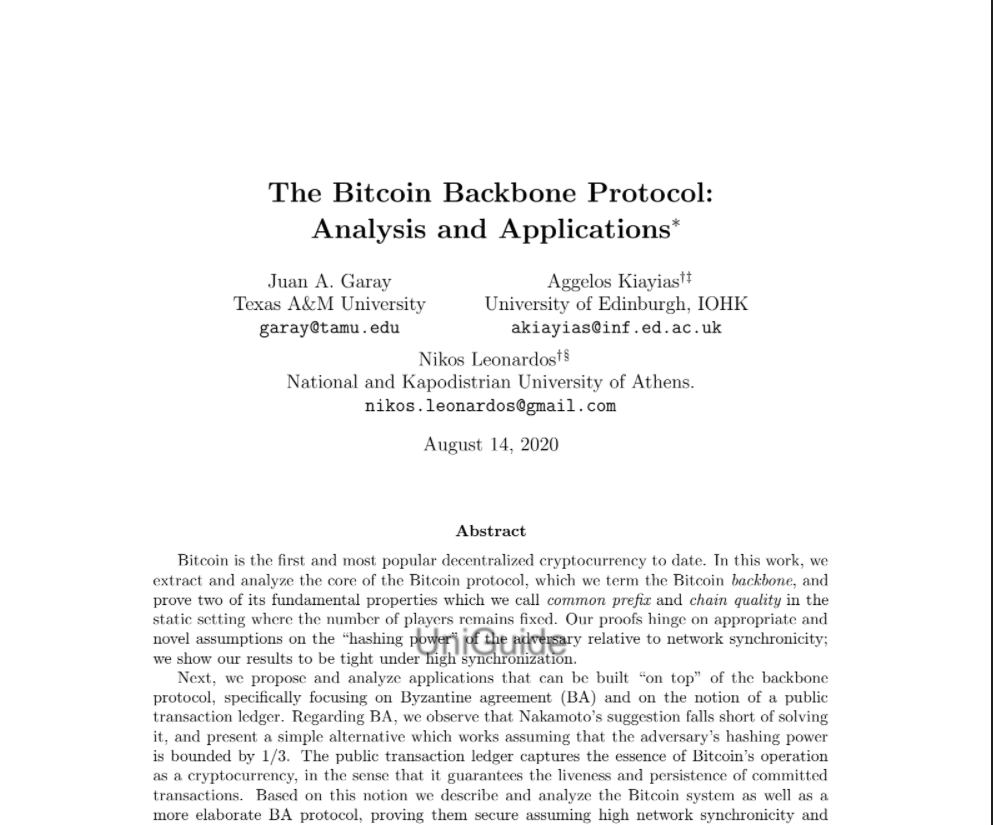 The Bitcoin Backbone Protocol:
Analysis and Applications*
Juan A. Garay
Texas A&M University
garay@tamu.edu
Aggelos Kiayias†‡
University of Edinburgh, IOHK
akiayias@inf.ed.ac.uk
Nikos Leonardos†§
National and Kapodistrian University of Athens.
nikos.leonardos@gmail.com
August 14, 2020
Abstract
Bitcoin is the first and most popular decentralized cryptocurrency to date. In this work, we
extract and analyze the core of the Bitcoin protocol, which we term the Bitcoin backbone, and
prove two of its fundamental properties which we call common prefix and chain quality in the
static setting where the number of players remains fixed. Our proofs hinge on appropriate and
novel assumptions on the “hashing power” of the adversary relative to network synchronicity;
UniGuide
we show our results to be tight under high synchronization.
Next, we propose and analyze applications that can be built “on top” of the backbone
protocol, specifically focusing on Byzantine agreement (BA) and on the notion of a public
transaction ledger. Regarding BA, we observe that Nakamoto’s suggestion falls short of solving
it, and present a simple alternative which works assuming that the adversary’s hashing power
is bounded by 1/3. The public transaction ledger captures the essence of Bitcoin’s operation
as a cryptocurrency, in the sense that it guarantees the liveness and persistence of committed
transactions. Based on this notion we describe and analyze the Bitcoin system as well as a
more elaborate BA protocol, proving them secure assuming high network synchronicity and